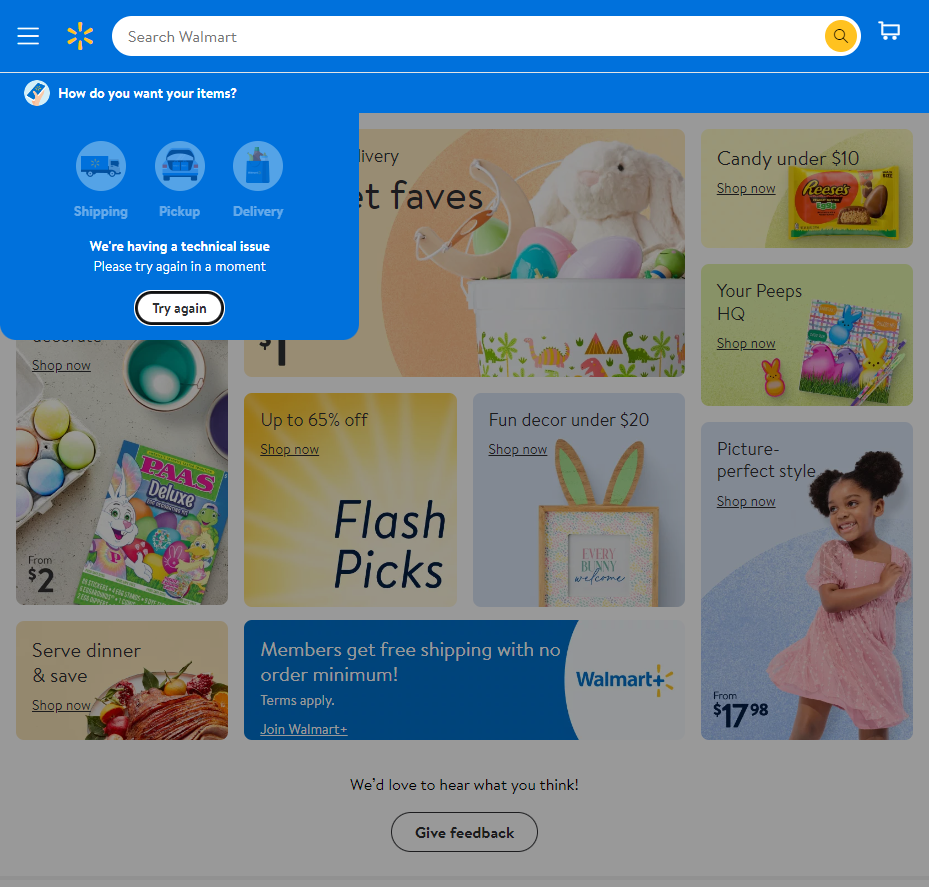 Search Walmart
How do you want your items?
Shipping
Pickup
Delivery
We're having a technical issue
Please try again in a moment
Try again
livery
et faves
$1
Candy under $10
Shop now
Reese's
Your Peeps
HQ
Shop now
decorate
Shop now
PAAS
Deluxe
From
$2
Up to 65% off
Shop now
Flash
Picks
Fun decor under $20
Shop now
EVERY
BUNNY
welcome
Picture-
perfect style
Shop now
From
$17.98
Serve dinner
& save
Shop now
Members get free shipping with no
order minimum!
Terms apply.
Join Walmart+
Walmart+
We'd love to hear what you think!
Give feedback